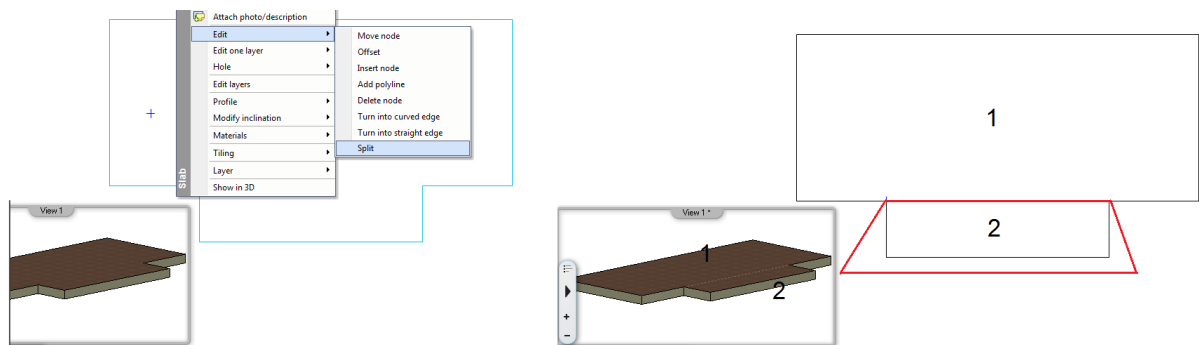 Attach photo/description
Edit
Edit one layer
Hole
Edit layers
Profile
Modify inclination
Materials
Tiling
Layer
Show in 3D
Slab
Move node
Offset
Insert node
Add polyline
Delete node
Turn into curved edge
Turn into straight edge
Split
View 1
1
2
View 1 *
1
2